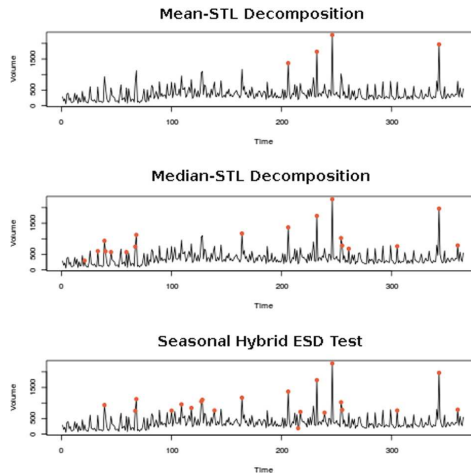 Mean-STL Decomposition
Volume
0 500 1500
0 100 200 300
Time
Median-STL Decomposition
Volume
0 500 1500
0 100 200 300
Time
Seasonal Hybrid ESD Test
Volume
0 500 1500
0 100 200 300
Time